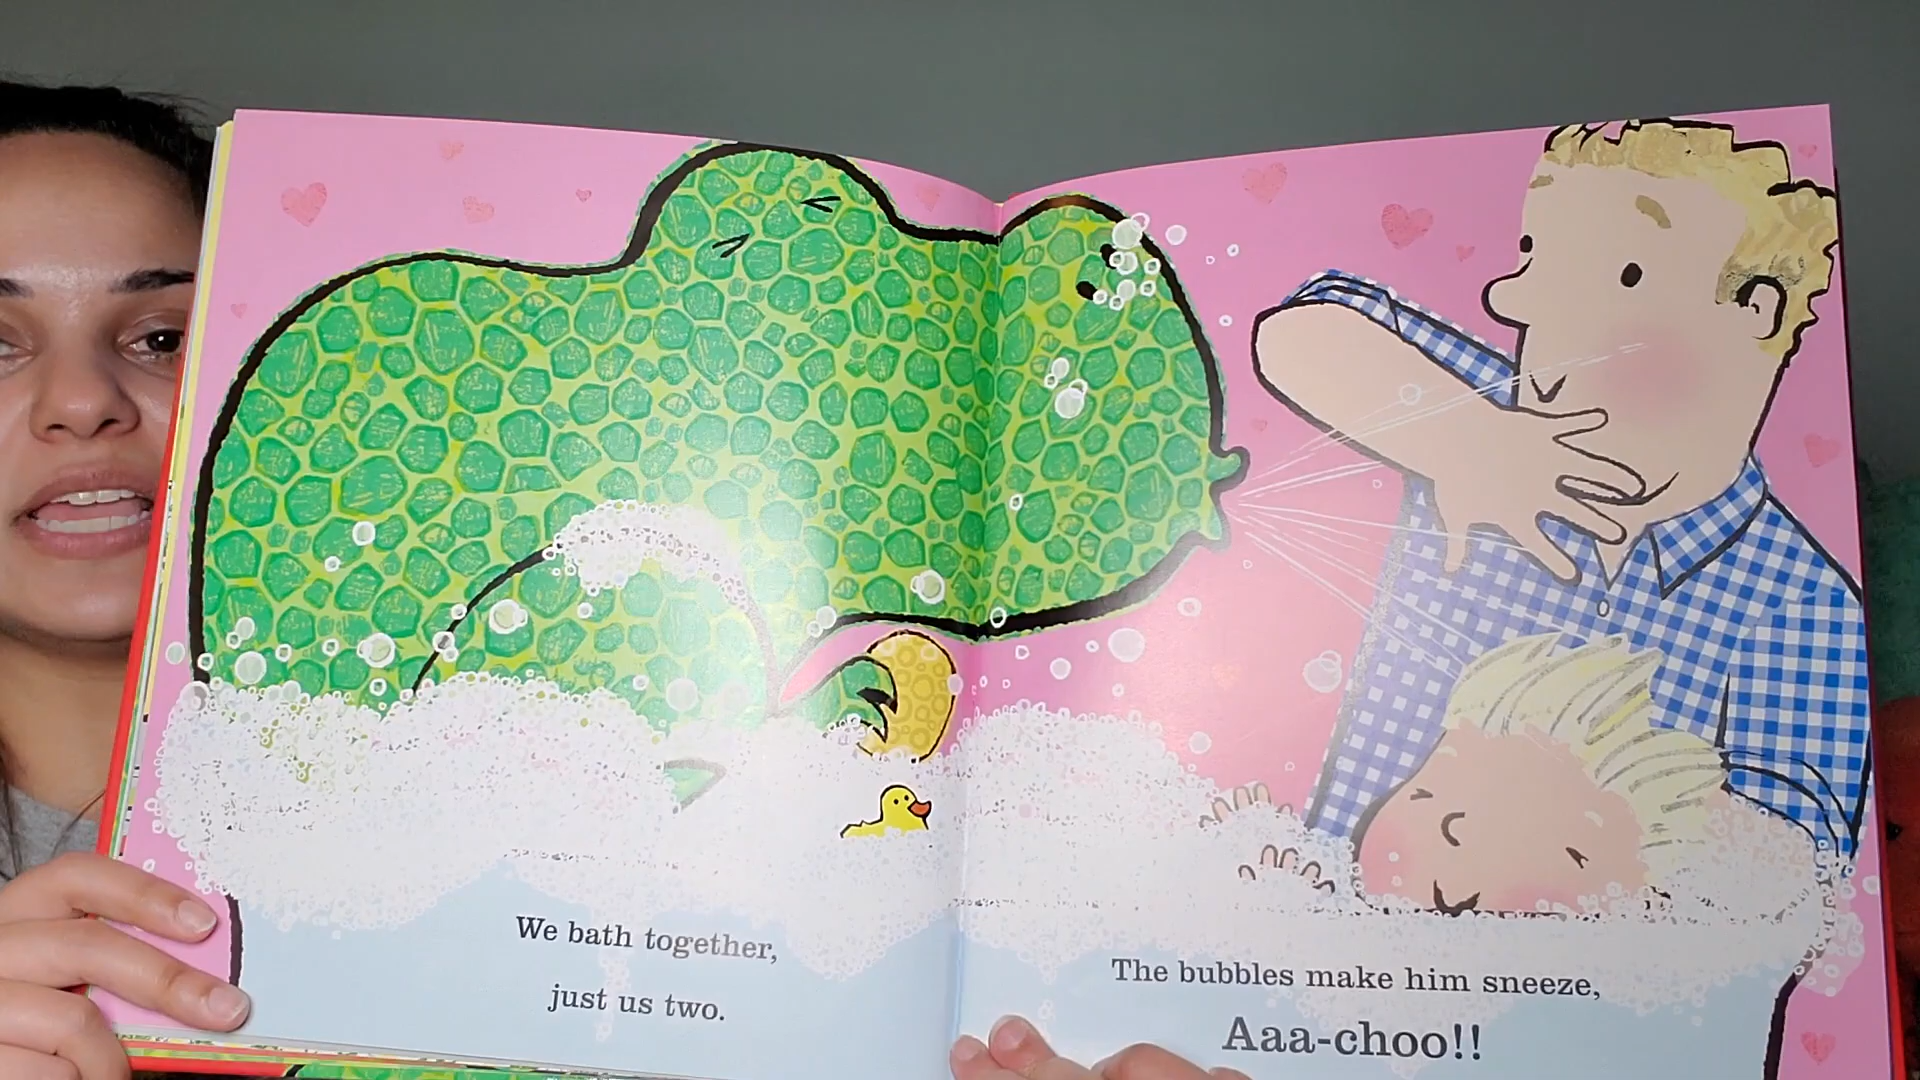 We bath together,
just us two.
The bubbles make him sneeze,
Aaa-choo!!